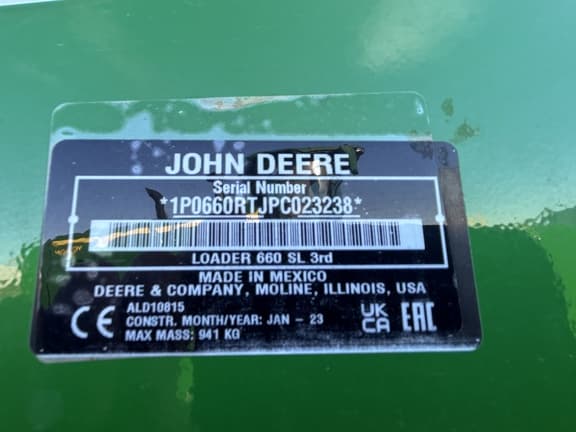 JOHN DEERE
Serial Number
*1P0660RTJPC023238*
LOADER 660 SL 3rd
MADE IN MEXICO
DEERE & COMPANY, MOLINE, ILLINOIS, USA
ALD10815
CE CONSTR. MONTH/YEAR: JAN - 23
MAX MASS: 941 KG
UK
CA
EAC